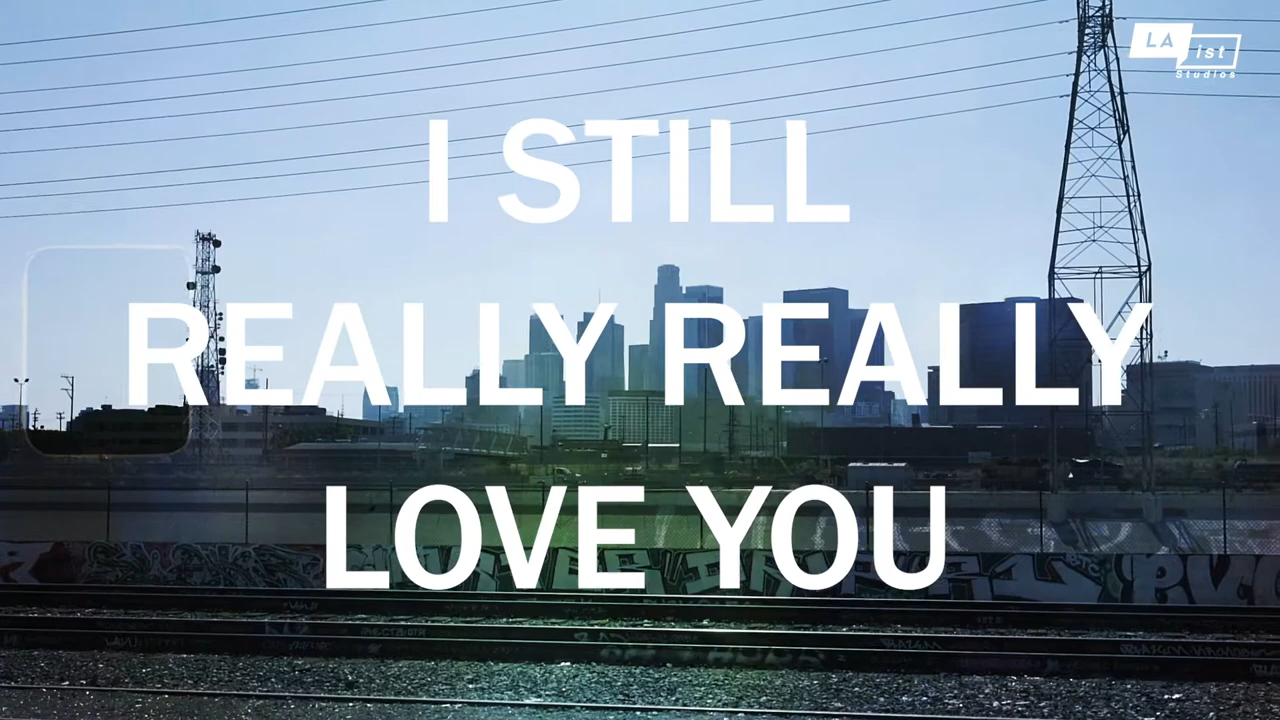 LA
ist
Studios
I STILL
REALLY REALLY
LOVE YOU